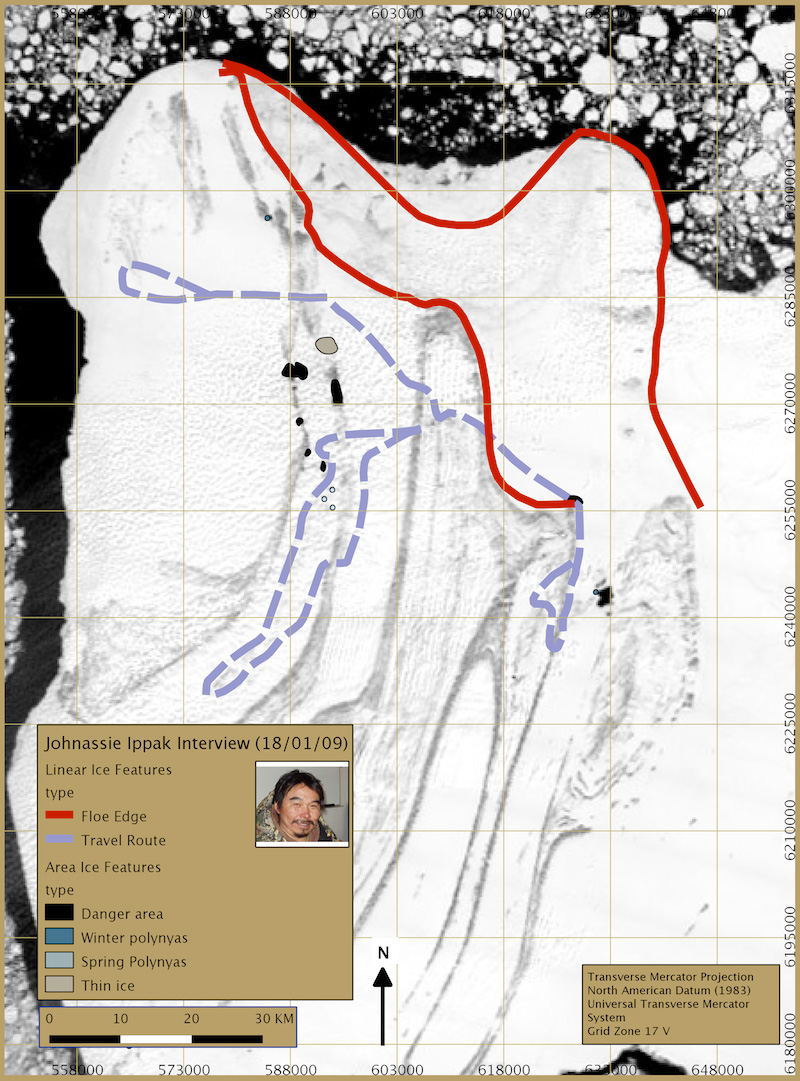 558000 573000 588000 603000 618000 633000 648000
6315000
6300000
6285000
6270000
6255000
6240000
6225000
6210000
6195000
6180000
Johnassie Ippak Interview (18/01/09)
Linear Ice Features
type
Floe Edge
Travel Route
Area Ice Features
type
Danger area
Winter polynyas
Spring Polynyas
Thin ice
N
0 10 20 30 KM
Transverse Mercator Projection
North American Datum (1983)
Universal Transverse Mercator
System
Grid Zone 17 V
558000 573000 588000 603000 618000 633000 648000